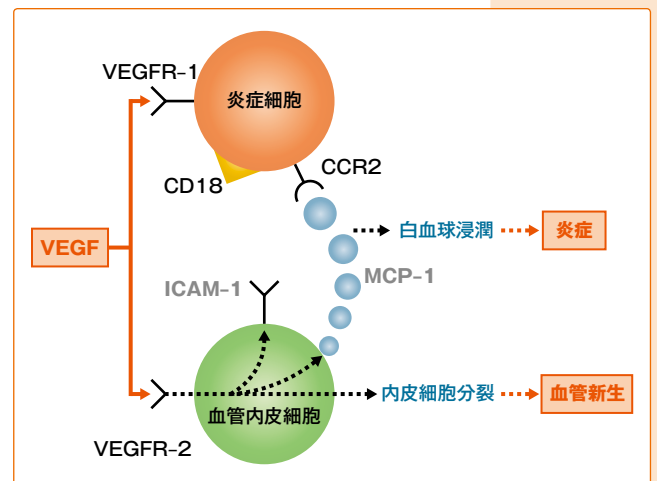 VEGFR-1
炎症細胞
CCR2
CD18
白血球浸潤
炎症
VEGF
ICAM-1
MCP-1
内皮細胞分裂
血管新生
血管内皮細胞
VEGFR-2